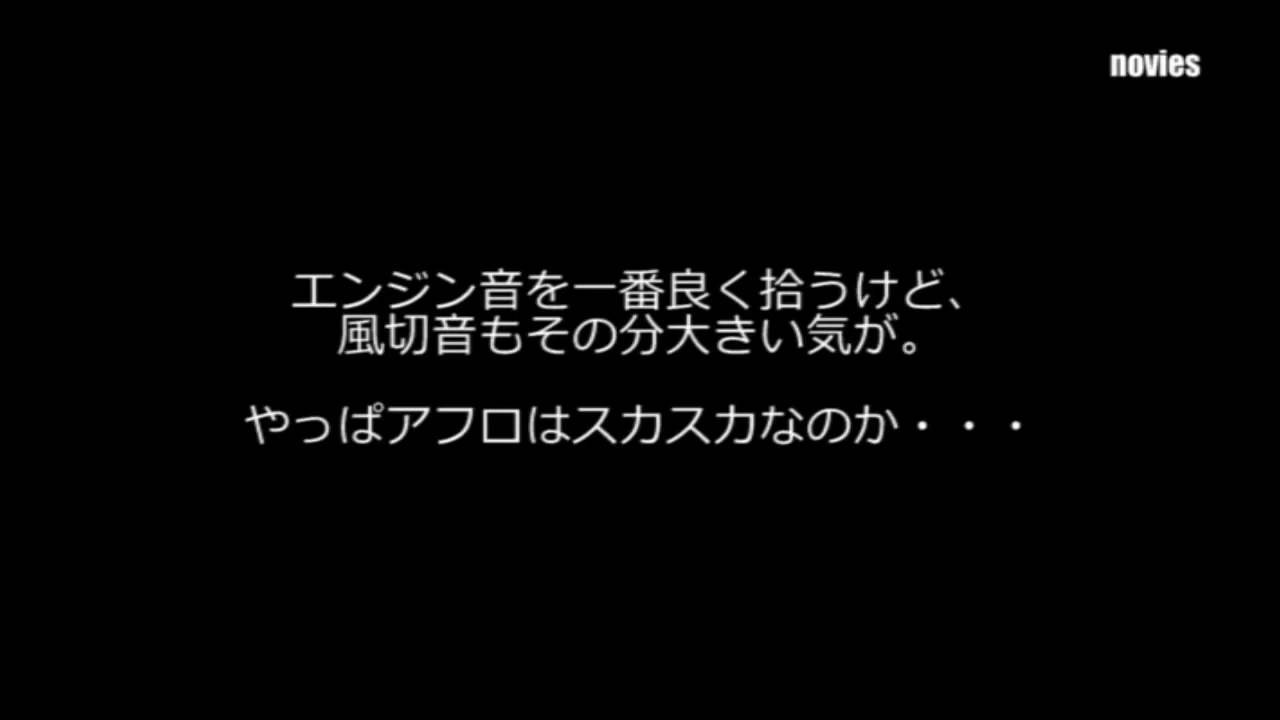 novies
エンジン音を一番良く拾うけど、
風切音もその分大きい気が。
やっぱアフロはスカスカなのか・・・